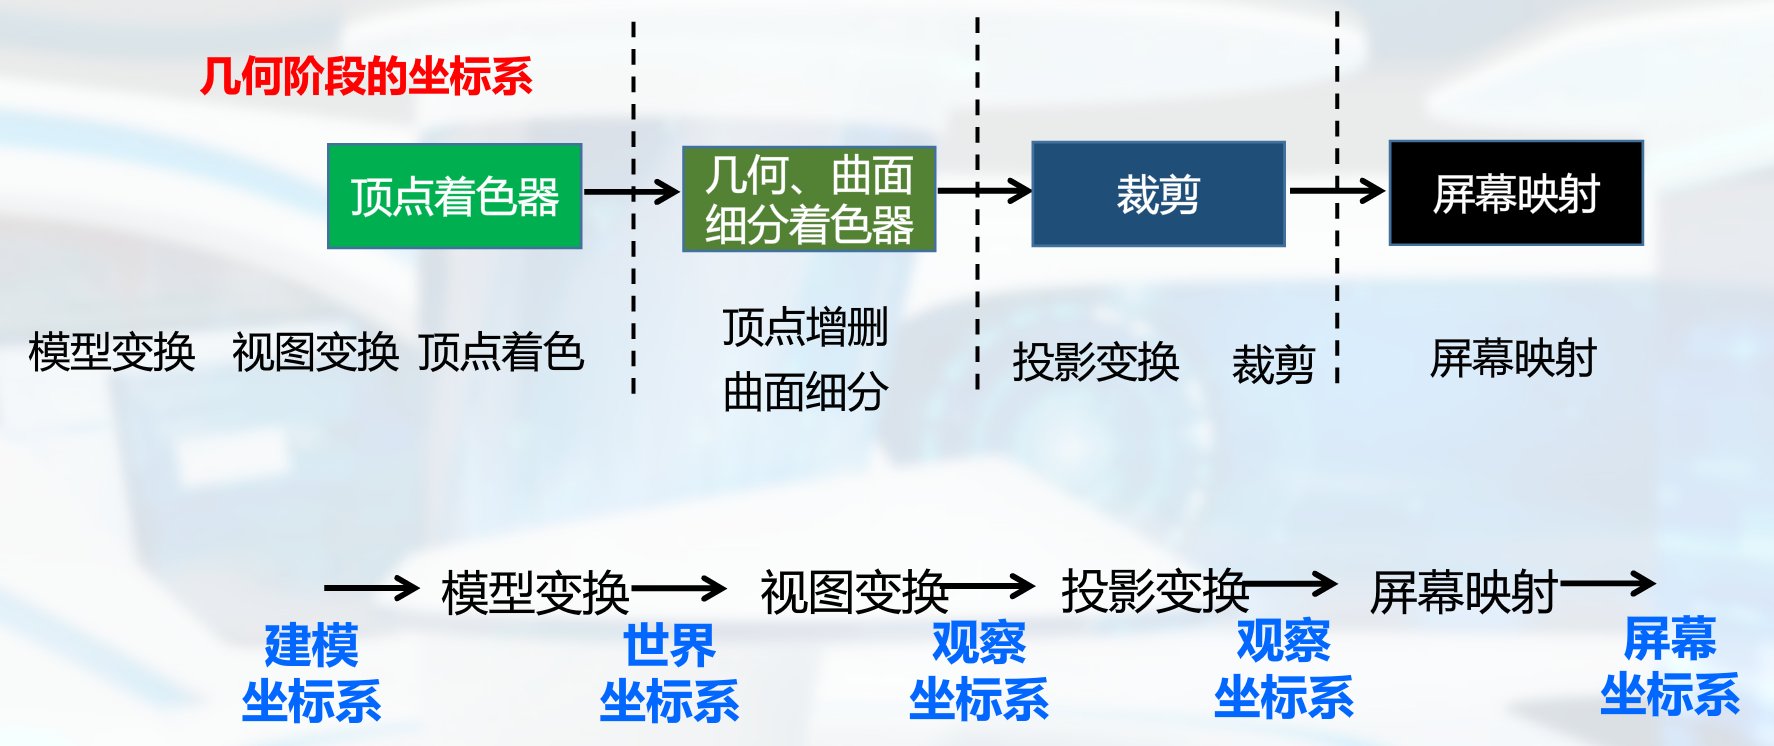 几何阶段的坐标系
顶点着色器
几何、曲面
细分着色器
裁剪
屏幕映射
模型变换
视图变换
顶点着色
顶点增删
曲面细分
投影变换
裁剪
屏幕映射
模型变换
视图变换
投影变换
屏幕映射
建模
坐标系
世界
坐标系
观察
坐标系
观察
坐标系
屏幕
坐标系